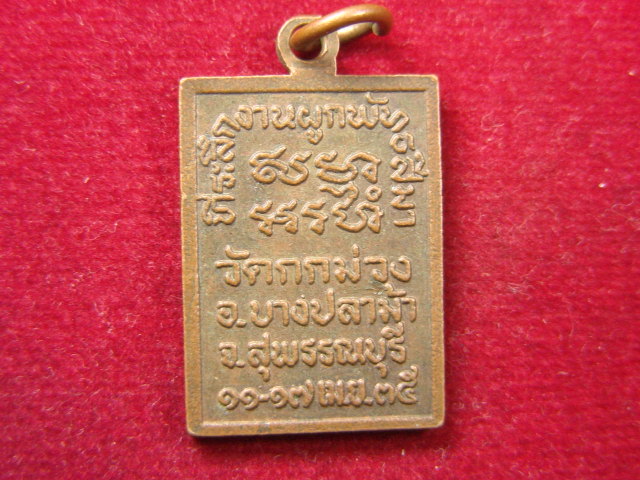 ที่ระลึกงานผูกพัทธสีมา
วัดกกม่วง
อ.บางปลาม้า
จ.สุพรรณบุรี
๑๑-๑๗ เม.ย. ๓๕